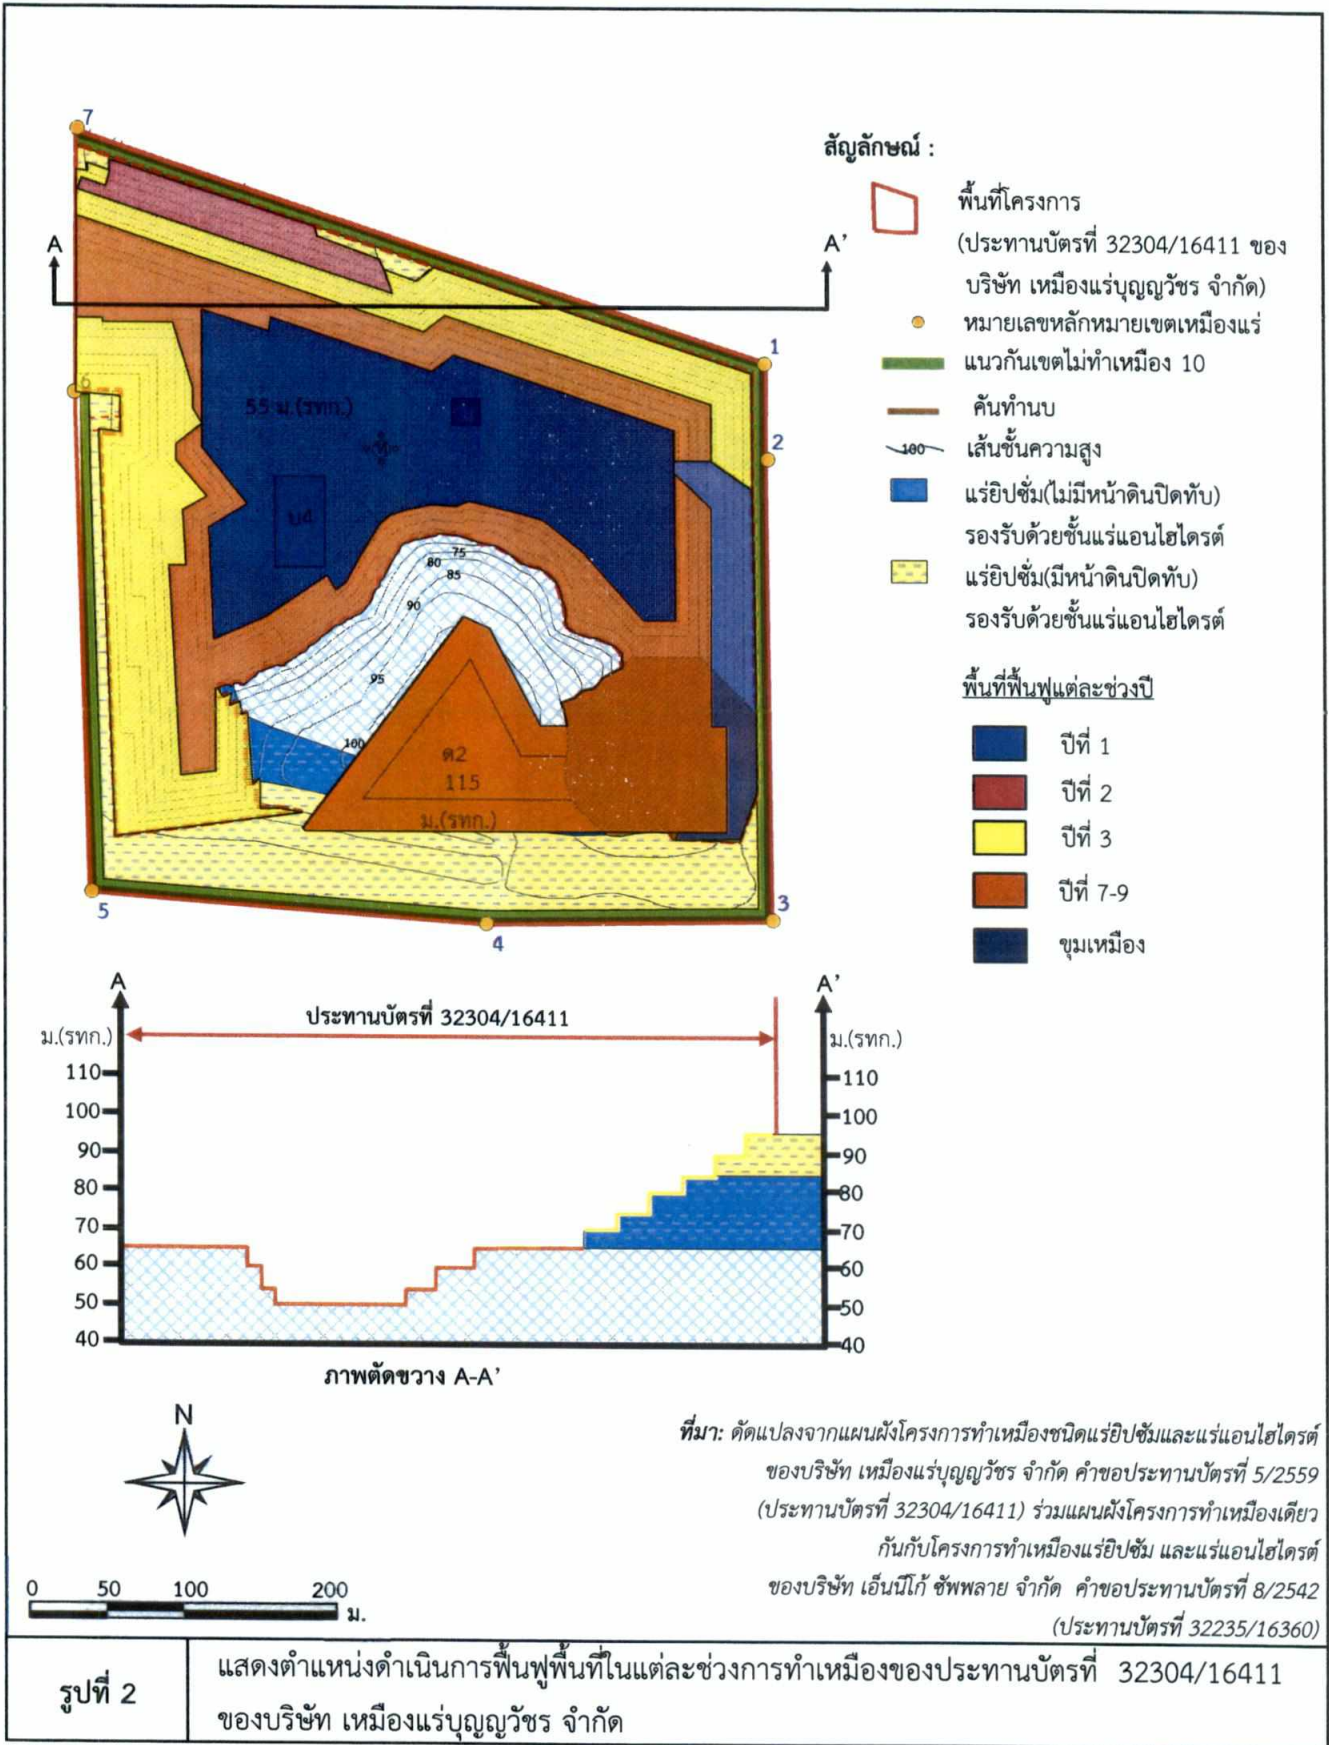 7
สัญลักษณ์ :
พื้นที่โครงการ
(ประทานบัตรที่ 32304/16411 ของ
บริษัท เหมืองแร่บุญญวัชร จำกัด)
A
A'
หมายเลขหลักหมายเขตเหมืองแร่
1
แนวกันเขตไม่ทำเหมือง 10
6
คันทำนบ
55 ม.(รทก.)
2
100
เส้นชั้นความสูง
แร่ยิปซั่ม(ไม่มีหน้าดินปิดทับ)
รองรับด้วยชั้นแร่แอนไฮไดรต์
บ4
แร่ยิปซั่ม(มีหน้าดินปิดทับ)
รองรับด้วยชั้นแร่แอนไฮไดรต์
75
80
85
90
95
100
พื้นที่ฟื้นฟูแต่ละช่วงปี
ปีที่ 1
ปีที่ 2
ปีที่ 3
ปีที่ 7-9
ขุมเหมือง
ด2
115
ม.(รทก.)
5
4
3
A
A'
ประทานบัตรที่ 32304/16411
ม.(รทก.)
ม.(รทก.)
110
110
100
100
90
90
80
80
70
70
60
60
50
50
40
40
ภาพตัดขวาง A-A'
N
ที่มา: ดัดแปลงจากแผนผังโครงการทำเหมืองชนิดแร่ยิปซัมและแร่แอนไฮไดรต์
ของบริษัท เหมืองแร่บุญญวัชร จำกัด คำขอประทานบัตรที่ 5/2559
(ประทานบัตรที่ 32304/16411) ร่วมแผนผังโครงการทำเหมืองเดียว
กันกับโครงการทำเหมืองแร่ยิปซัม และแร่แอนไฮไดรต์
ของบริษัท เอ็นนีโก้ ซัพพลาย จำกัด คำขอประทานบัตรที่ 8/2542
(ประทานบัตรที่ 32235/16360)
0 50 100 200
ม.
รูปที่ 2
แสดงตำแหน่งดำเนินการฟื้นฟูพื้นที่ในแต่ละช่วงการทำเหมืองของประทานบัตรที่ 32304/16411
ของบริษัท เหมืองแร่บุญญวัชร จำกัด